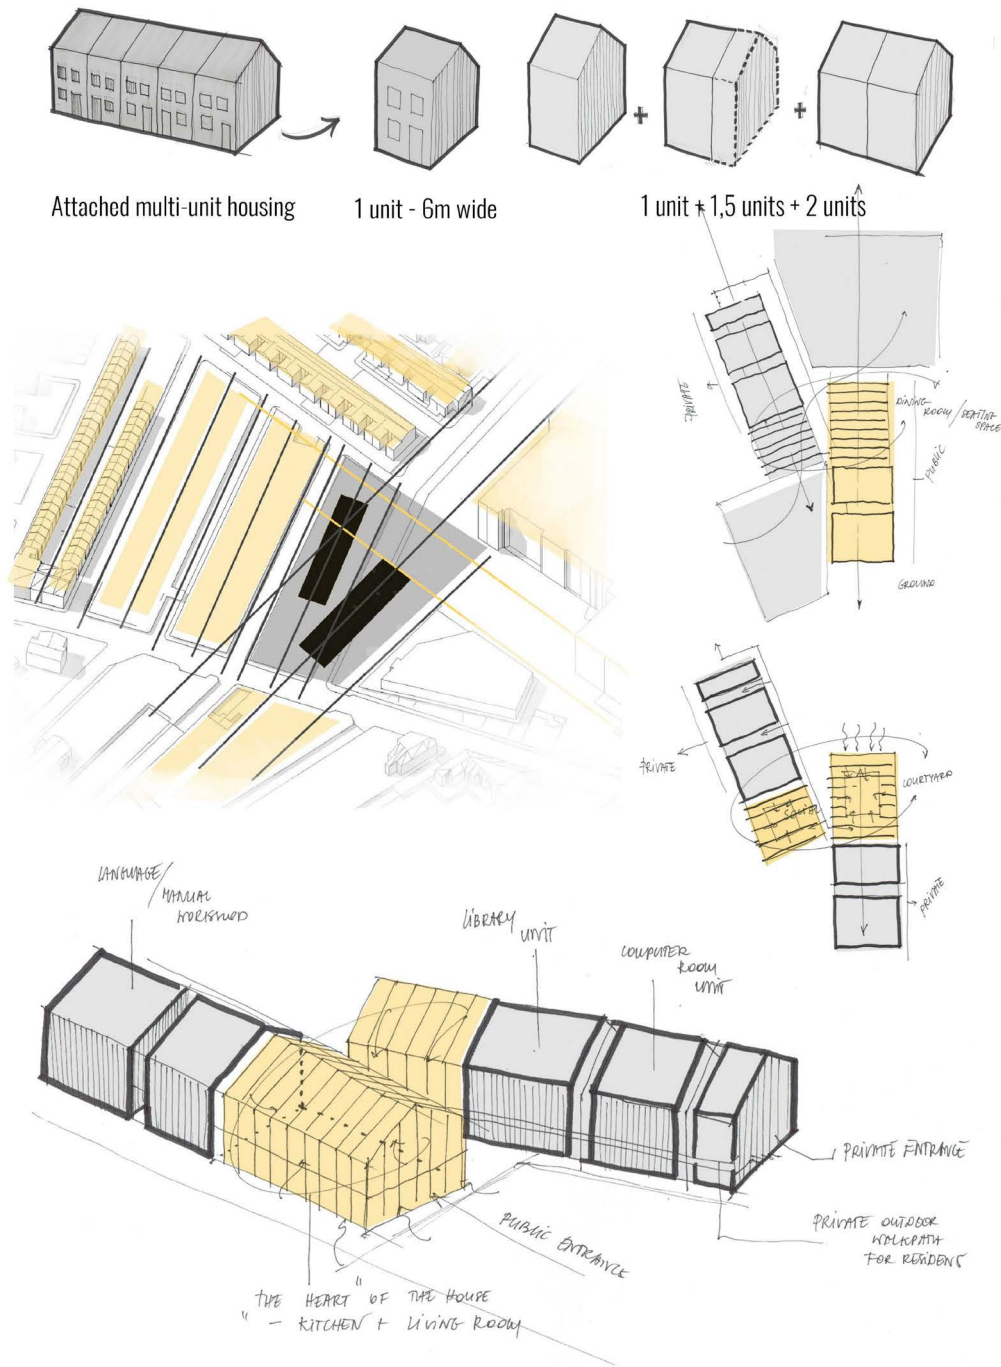 Attached multi-unit housing
1 unit - 6m wide
1 unit + 1,5 units + 2 units
PRIVATE
DINING
ROOM / SEATING
SPACE
PUBLIC
GROUND
PRIVATE
SOCIAL
COURTYARD
PRIVATE
LANGUAGE/
MANUAL
WORKSHOP
LIBRARY
UNIT
COMPUTER
ROOM
UNIT
PRIVATE ENTRANCE
PRIVATE OUTDOOR
WALKPATH
FOR RESIDENT
PUBLIC ENTRANCE
"THE HEART" OF THE HOUSE
" - KITCHEN + LIVING ROOM